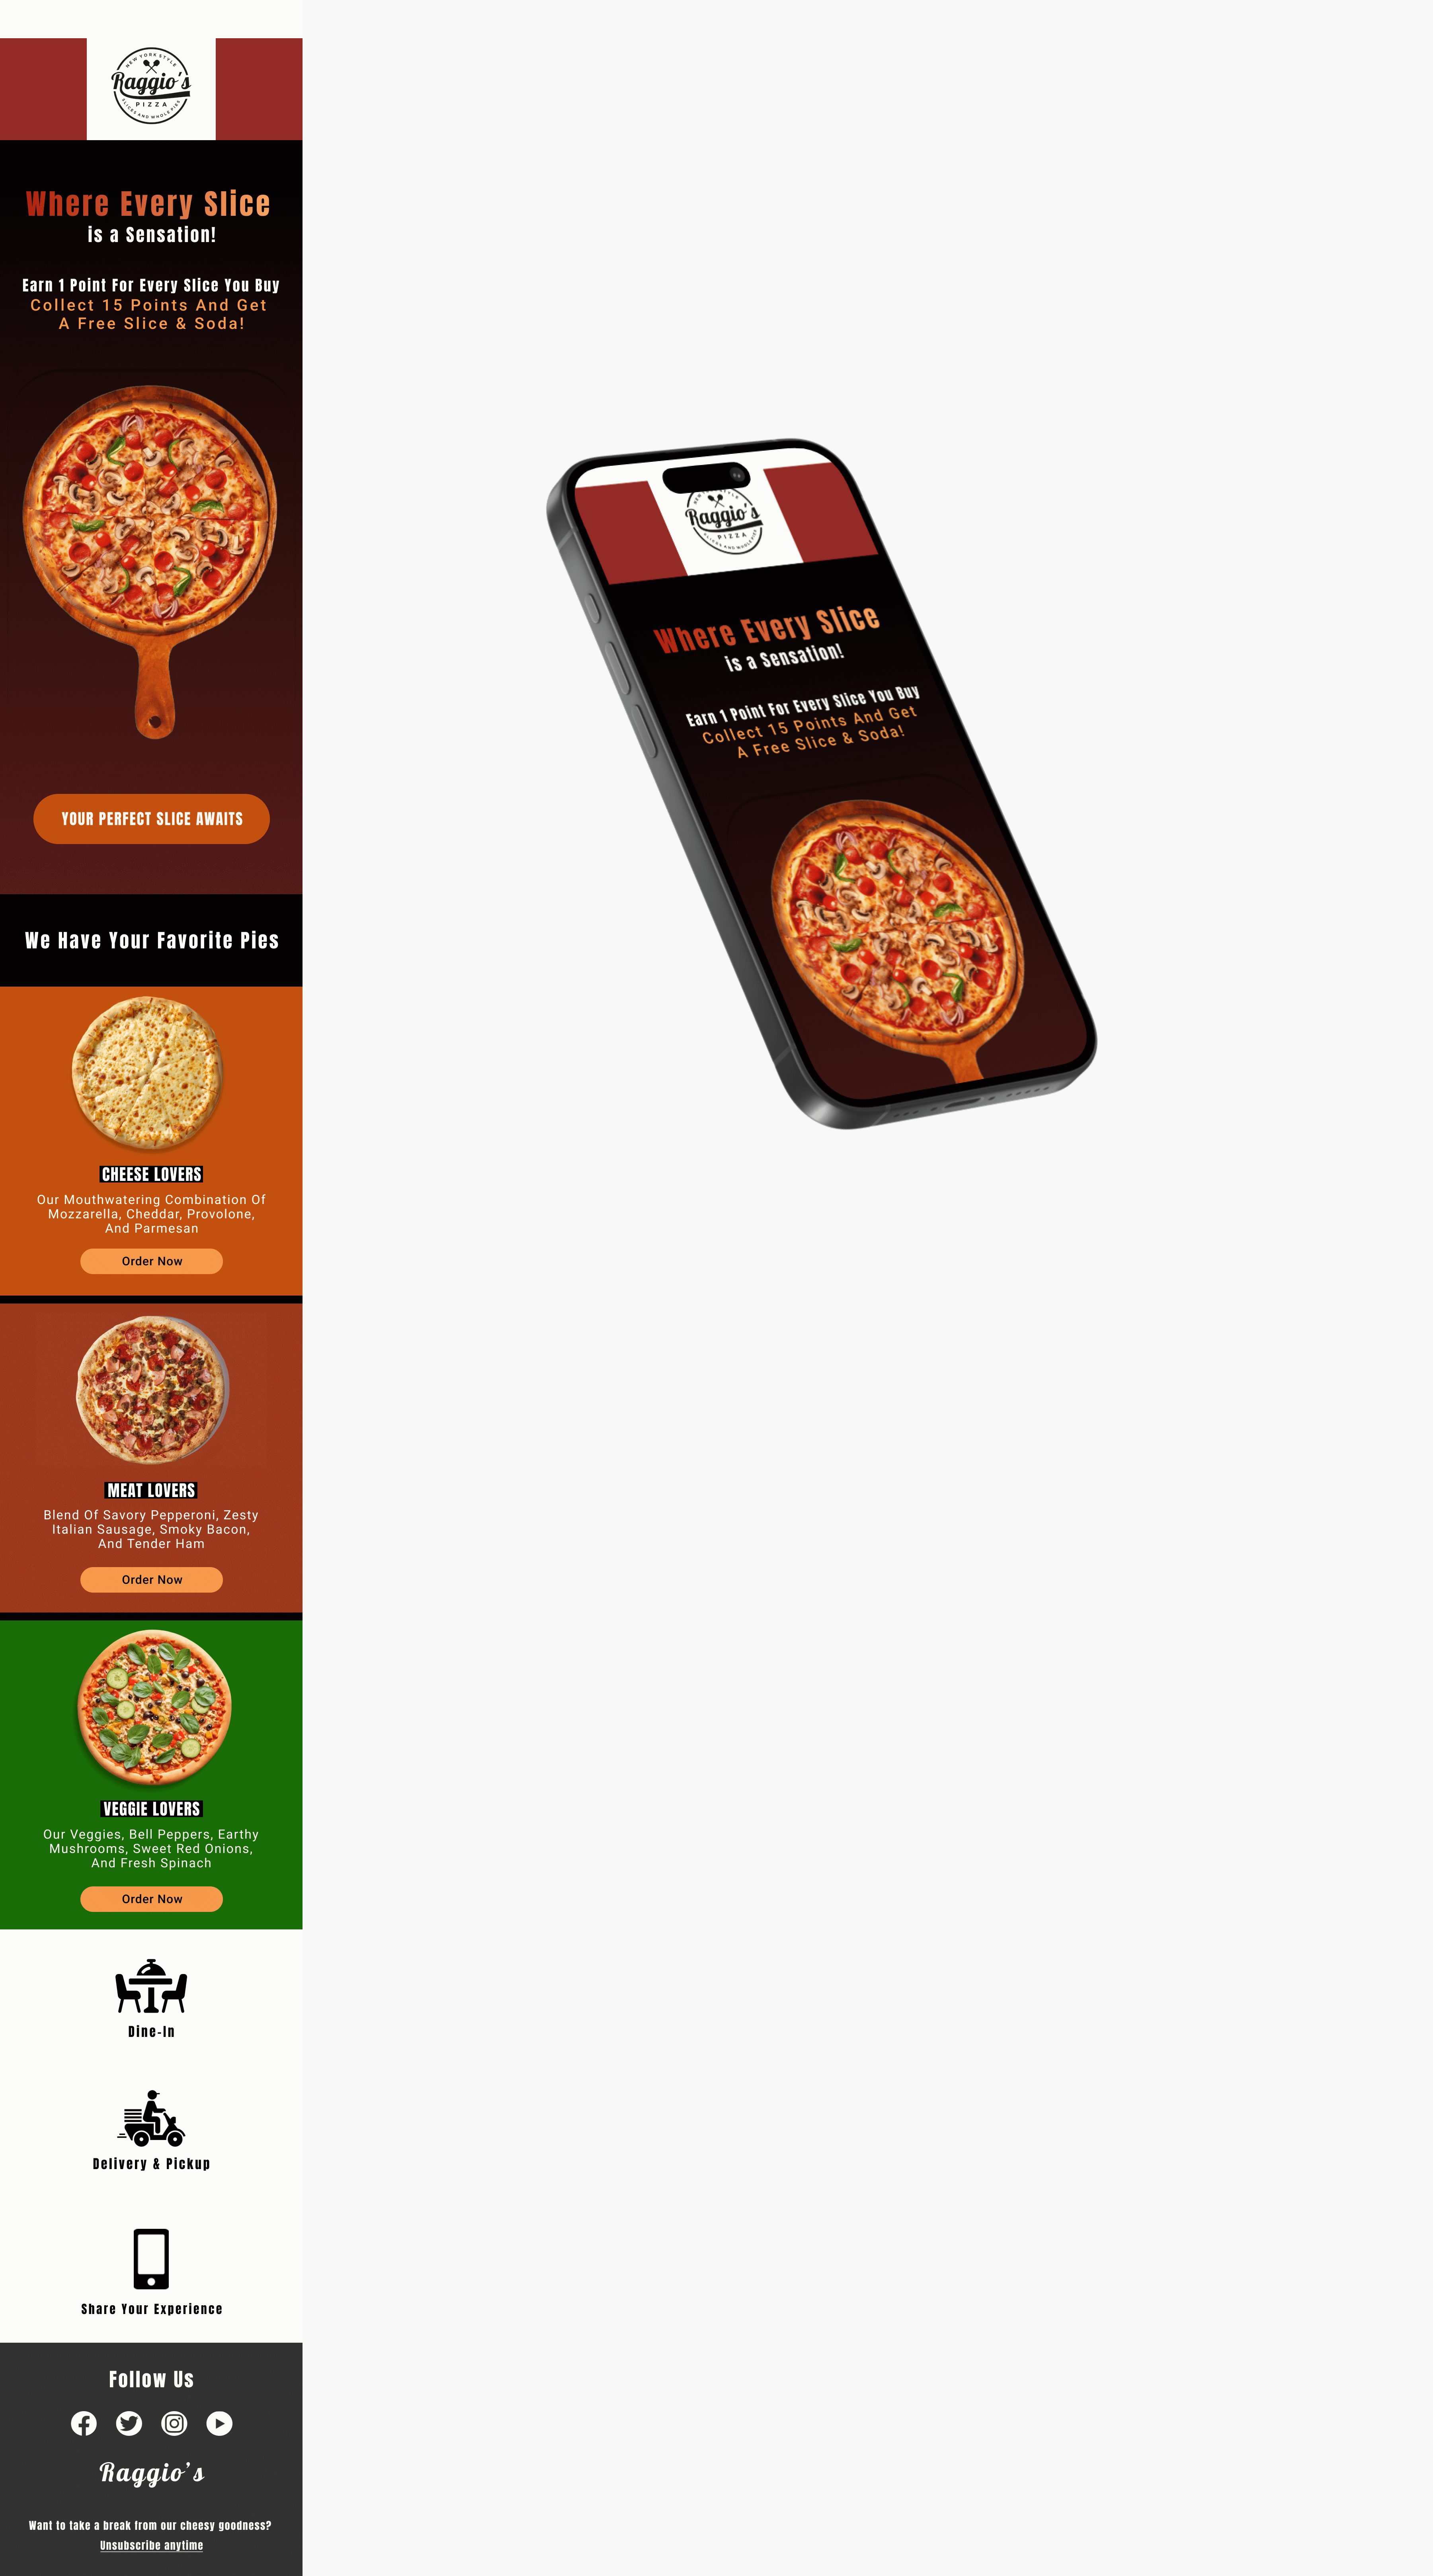 NEW YORK STYLE
Raggio's
PIZZA
SLICES AND WHOLE PIES
Where Every Slice
is a Sensation!
Earn 1 Point For Every Slice You Buy
Collect 15 Points And Get
A Free Slice & Soda!
YOUR PERFECT SLICE AWAITS
We Have Your Favorite Pies
CHEESE LOVERS
Our Mouthwatering Combination Of
Mozzarella, Cheddar, Provolone,
And Parmesan
Order Now
MEAT LOVERS
Blend Of Savory Pepperoni, Zesty
Italian Sausage, Smoky Bacon,
And Tender Ham
Order Now
VEGGIE LOVERS
Our Veggies, Bell Peppers, Earthy
Mushrooms, Sweet Red Onions,
And Fresh Spinach
Order Now
Dine-In
Delivery & Pickup
Share Your Experience
Follow Us
Raggio's
Want to take a break from our cheesy goodness?
Unsubscribe anytime
Raggio's
PIZZA
SLICES AND WHOLE PIES
Where Every Slice
is a Sensation!
Earn 1 Point For Every Slice You Buy
Collect 15 Points And Get
A Free Slice & Soda!